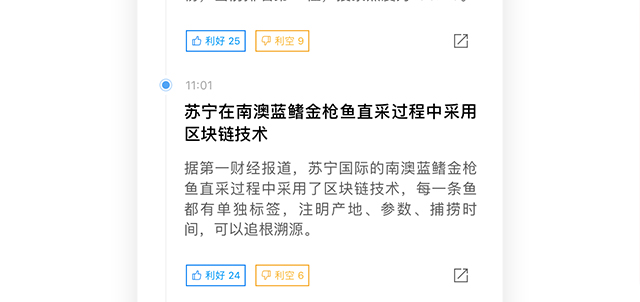 利好 25 利空 9
11:01
苏宁在南澳蓝鳍金枪鱼直采过程中采用
区块链技术
据第一财经报道，苏宁国际的南澳蓝鳍金枪
鱼直采过程中采用了区块链技术，每一条鱼
都有单独标签，注明产地、参数、捕捞时
间，可以追根溯源。
利好 24 利空 6